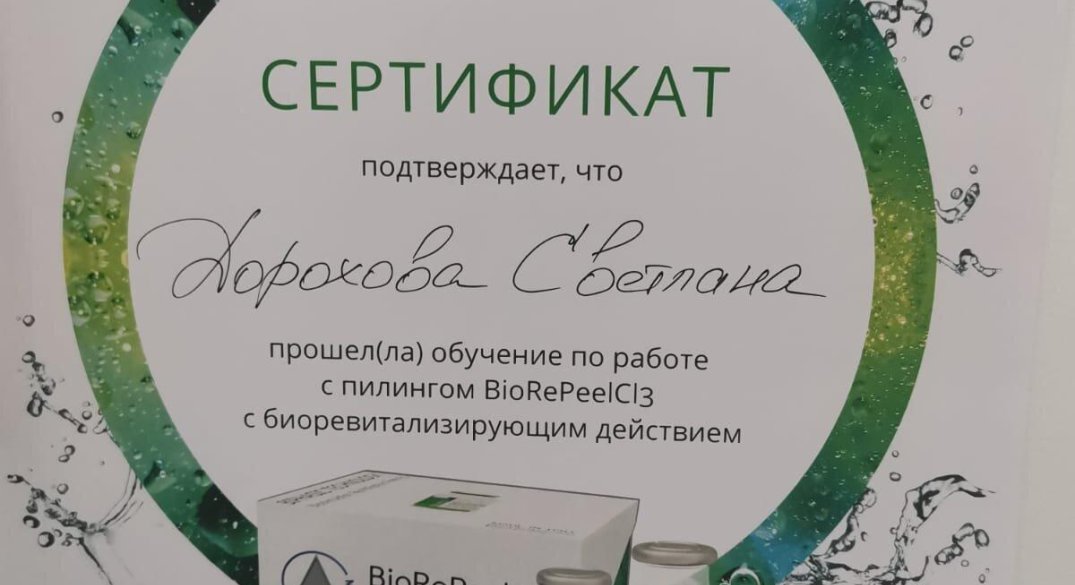 СЕРТИФИКАТ
подтверждает, что
Дорохова Светлана
прошел(ла) обучение по работе
с пилингом BioRePeelCl3
с биоревитализирующим действием